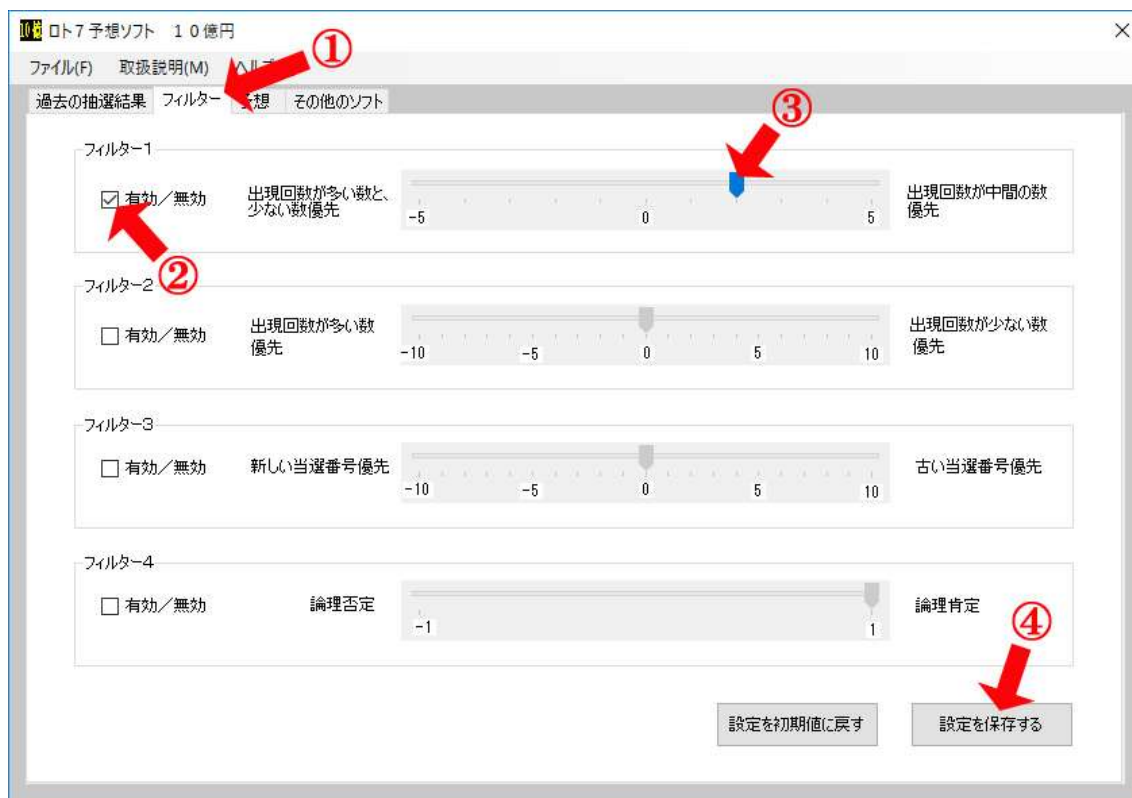 10億 ロト7予想ソフト 10億円
①
ファイル(F) 取扱説明(M) ヘルプ
過去の抽選結果 フィルター 予想 その他のソフト
③
フィルター1
有効/無効
出現回数が多い数と、
少ない数優先
-5 0 5
出現回数が中間の数
優先
②
フィルター2
有効/無効
出現回数が多い数
優先
-10 -5 0 5 10
出現回数が少ない数
優先
フィルター3
有効/無効 新しい当選番号優先
-10 -5 0 5 10
古い当選番号優先
フィルター4
有効/無効 論理否定
-1 1
論理肯定
④
設定を初期値に戻す 設定を保存する